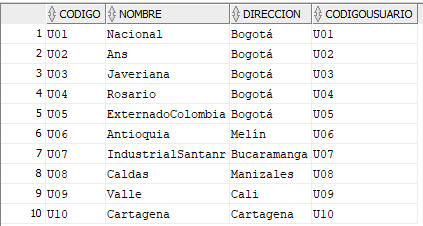 CODIGO NOMBRE DIRECCION CODIGOUSUARIO
1 U01 Nacional Bogotá U01
2 U02 Ans Bogotá U02
3 U03 Javeriana Bogotá U03
4 U04 Rosario Bogotá U04
5 U05 ExternadoColombia Bogotá U05
6 U06 Antioquia Melín U06
7 U07 IndustrialSantanr Bucaramanga U07
8 U08 Caldas Manizales U08
9 U09 Valle Cali U09
10 U10 Cartagena Cartagena U10